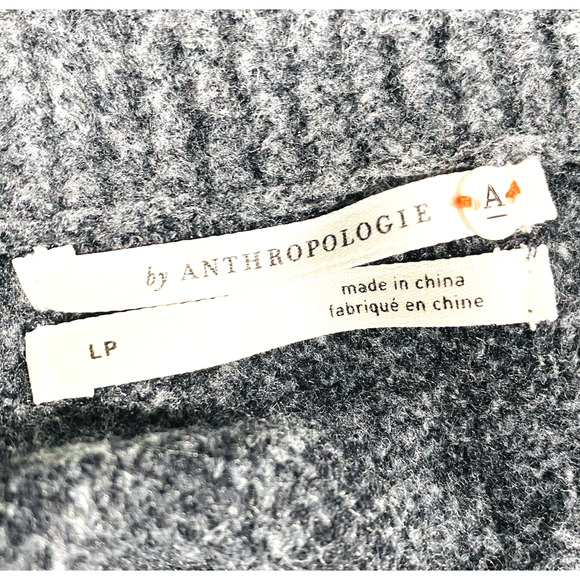 by ANTHROPOLOGIE A
made in china
fabriqué en chine
LP